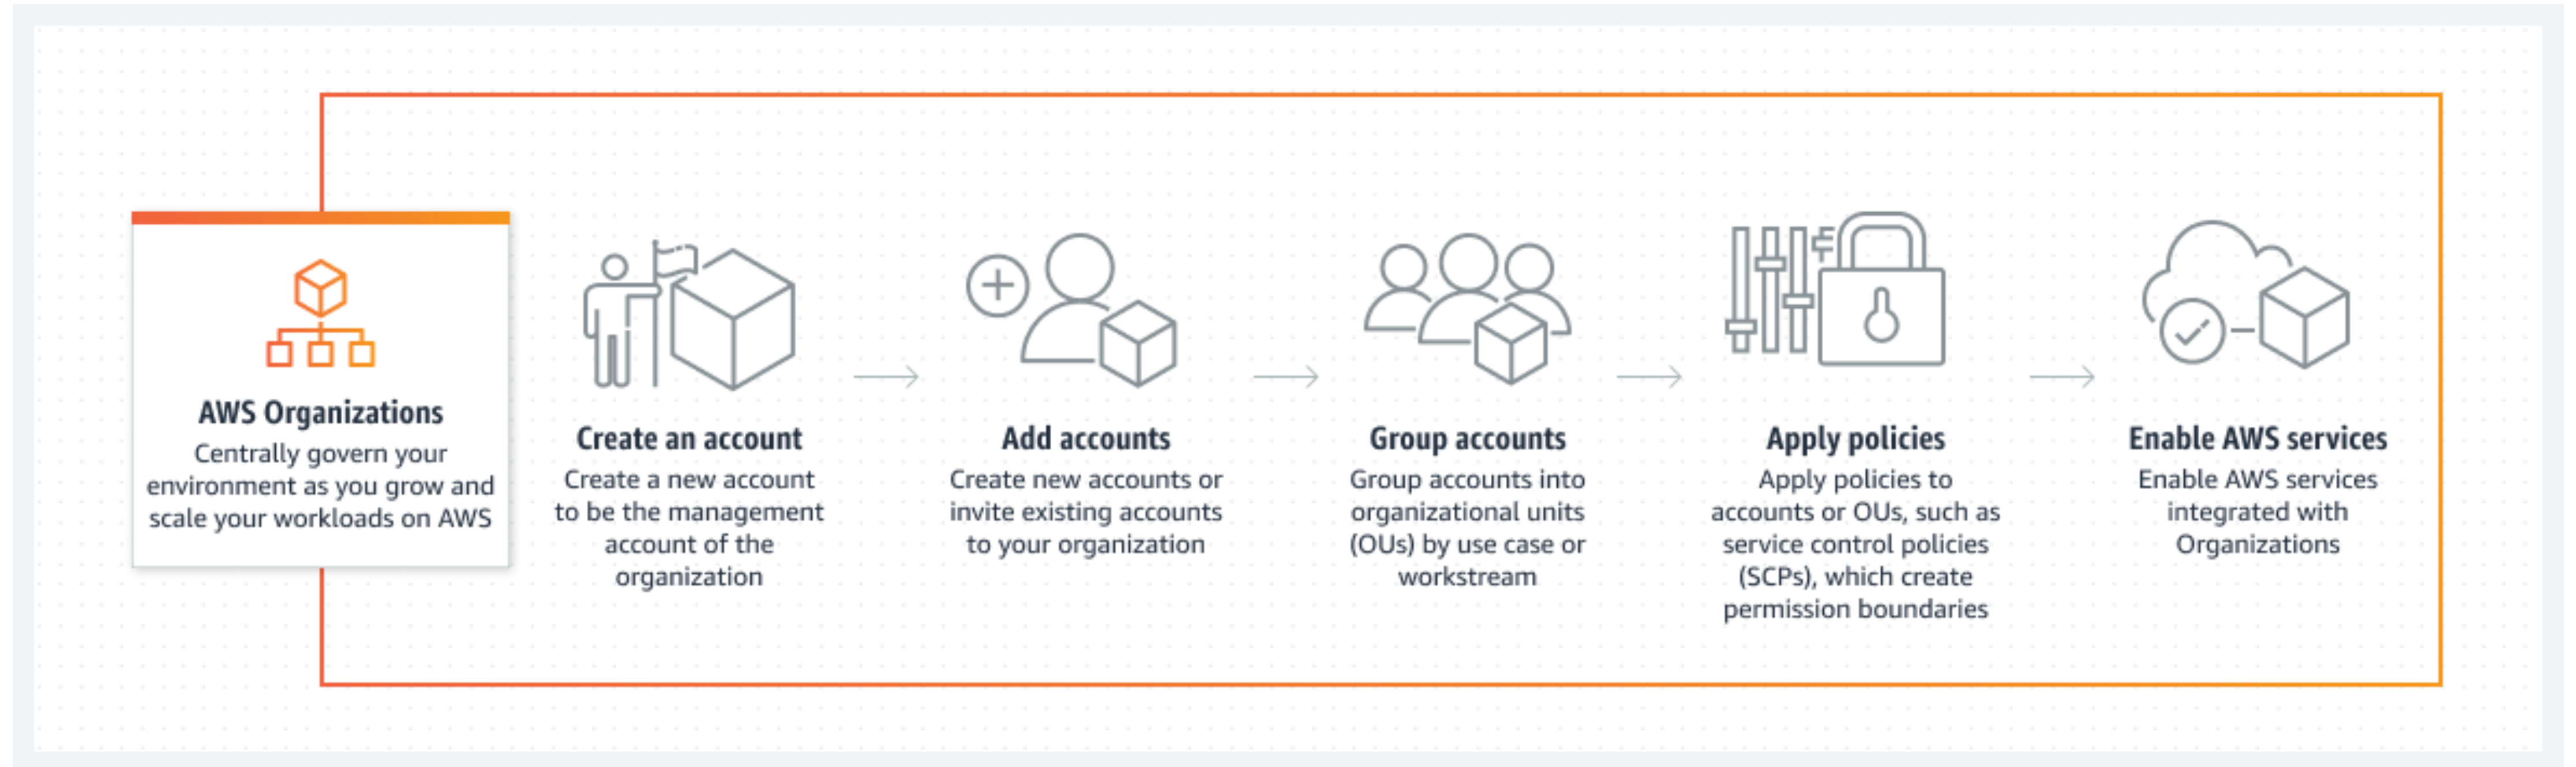 AWS Organizations
Centrally govern your
environment as you grow and
scale your workloads on AWS
Create an account
Create a new account
to be the management
account of the
organization
Add accounts
Create new accounts or
invite existing accounts
to your organization
Group accounts
Group accounts into
organizational units
(OUs) by use case or
workstream
Apply policies
Apply policies to
accounts or OUs, such as
service control policies
(SCPs), which create
permission boundaries
Enable AWS services
Enable AWS services
integrated with
Organizations